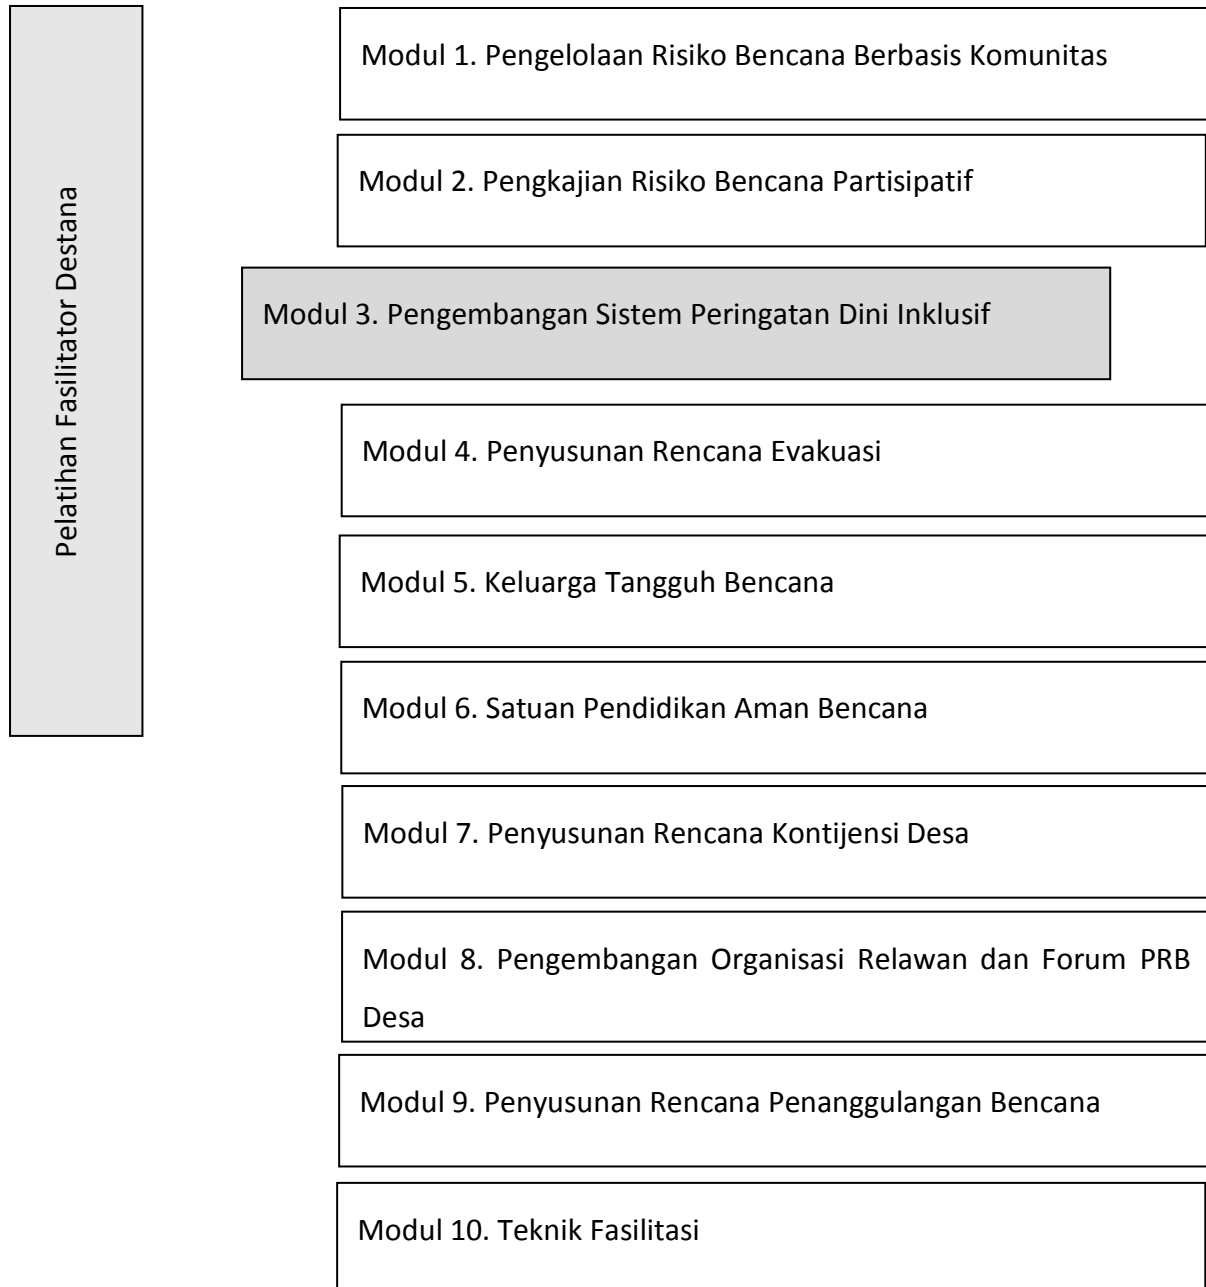 Pelatihan Fasilitator Destana
Modul 1. Pengelolaan Risiko Bencana Berbasis Komunitas
Modul 2. Pengkajian Risiko Bencana Partisipatif
Modul 3. Pengembangan Sistem Peringatan Dini Inklusif
Modul 4. Penyusunan Rencana Evakuasi
Modul 5. Keluarga Tangguh Bencana
Modul 6. Satuan Pendidikan Aman Bencana
Modul 7. Penyusunan Rencana Kontijensi Desa
Modul 8. Pengembangan Organisasi Relawan dan Forum PRB
Desa
Modul 9. Penyusunan Rencana Penanggulangan Bencana
Modul 10. Teknik Fasilitasi